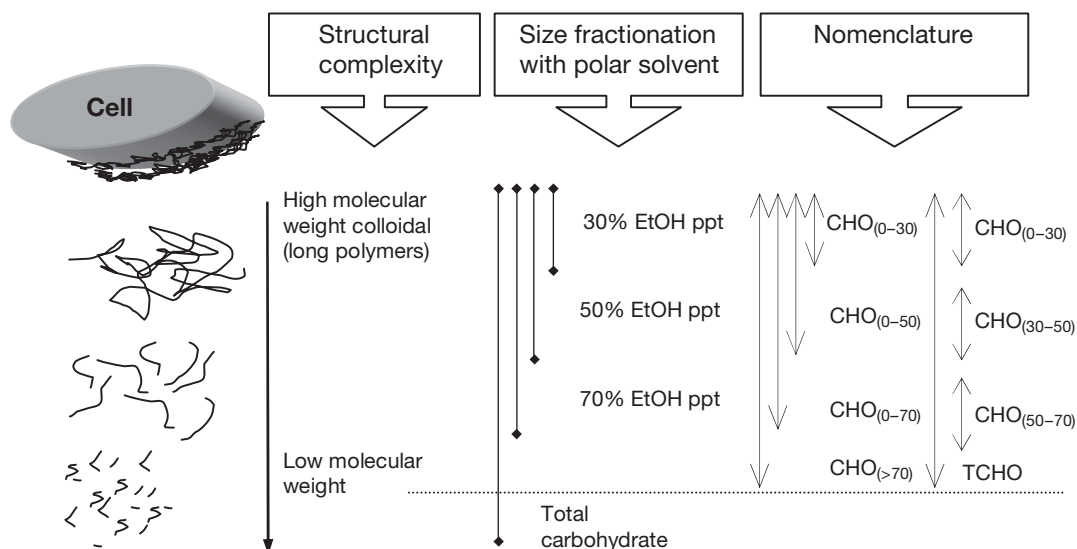 Structural
complexity
Size fractionation
with polar solvent
Nomenclature
Cell
High molecular
weight colloidal
(long polymers)
30% EtOH ppt
CHO(0–30)
CHO(0–30)
50% EtOH ppt
CHO(0–50)
CHO(30–50)
70% EtOH ppt
CHO(0–70)
CHO(50–70)
Low molecular
weight
CHO(>70)
TCHO
Total
carbohydrate